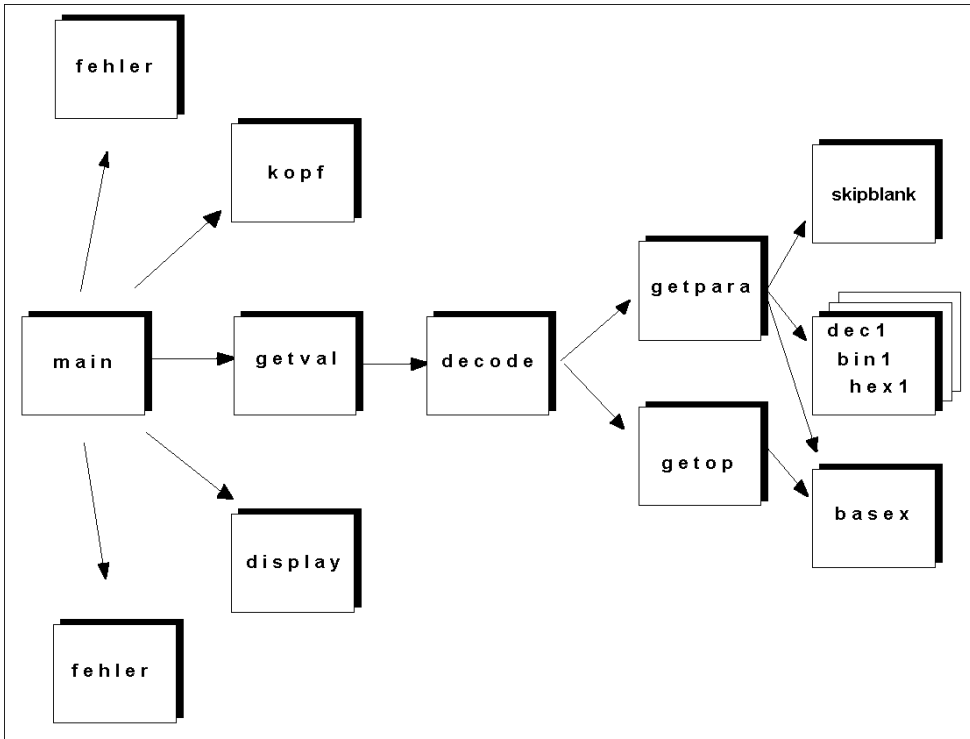 fehler
kopf
skipblank
getpara
dec1
bin1
hex1
main
getval
decode
getop
basex
display
fehler